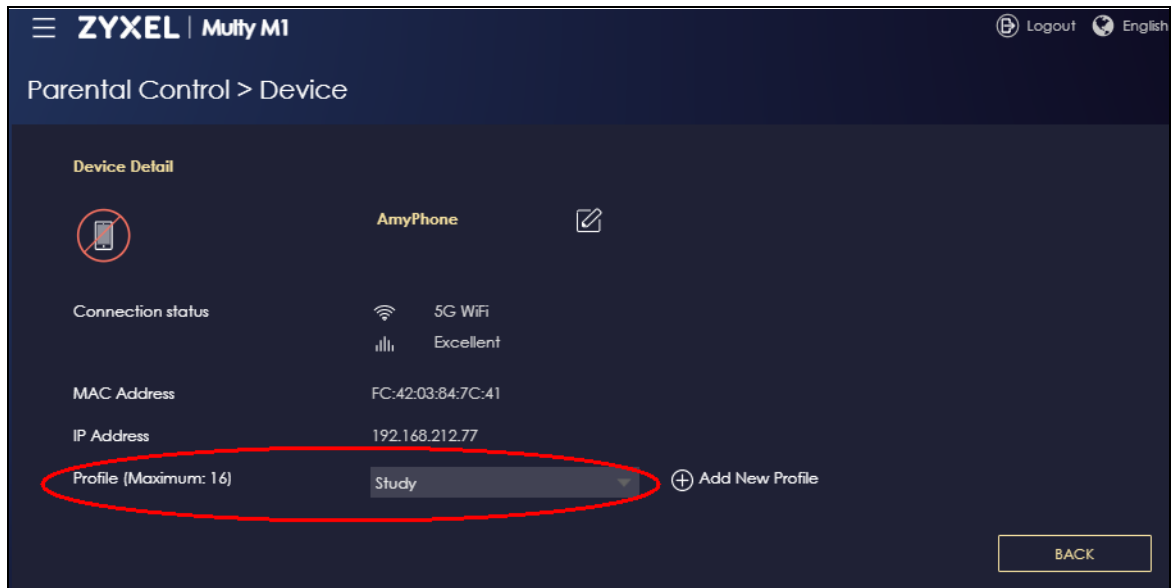 ZYXEL | Multy M1
Logout English
Parental Control > Device
Device Detail
AmyPhone
Connection status 5G WiFi
Excellent
MAC Address FC:42:03:84:7C:41
IP Address 192.168.212.77
Profile (Maximum: 16) Study Add New Profile
BACK